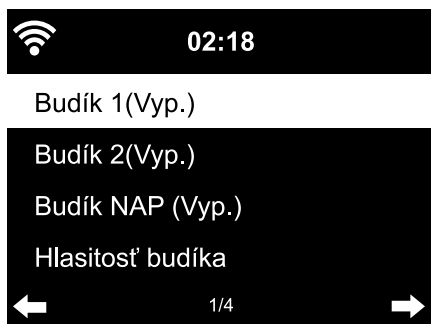 02:18
Budík 1(Vyp.)
Budík 2(Vyp.)
Budík NAP (Vyp.)
Hlasitosť budíka
1/4